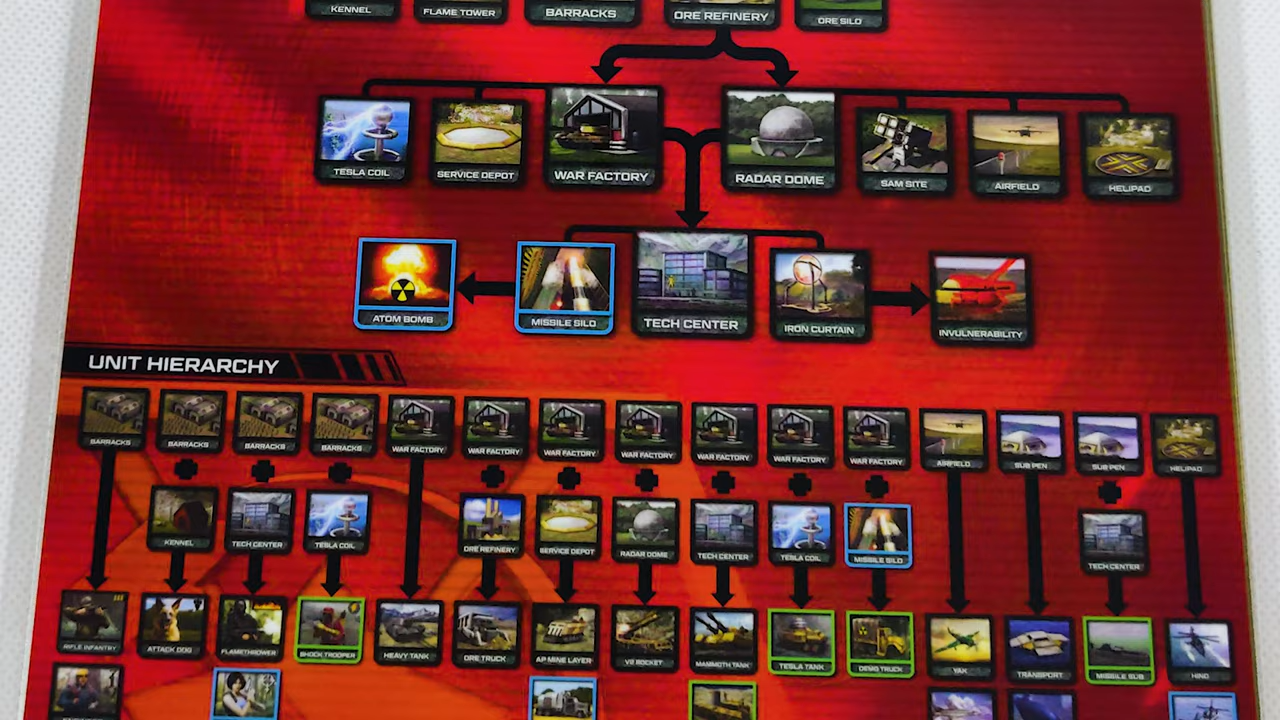 KENNEL
FLAME TOWER
BARRACKS
ORE REFINERY
ORE SILO
TESLA COIL
SERVICE DEPOT
WAR FACTORY
RADAR DOME
SAM SITE
AIRFIELD
HELIPAD
ATOM BOMB
MISSILE SILO
TECH CENTER
IRON CURTAIN
INVULNERABILITY
UNIT HIERARCHY
BARRACKS
BARRACKS
BARRACKS
BARRACKS
WAR FACTORY
WAR FACTORY
WAR FACTORY
WAR FACTORY
WAR FACTORY
WAR FACTORY
WAR FACTORY
AIRFIELD
SUB PEN
SUB PEN
HELIPAD
KENNEL
TECH CENTER
TESLA COIL
ORE REFINERY
SERVICE DEPOT
RADAR DOME
TECH CENTER
TESLA COIL
MISSILE SILO
TECH CENTER
RIFLE INFANTRY
ATTACK DOG
FLAMETHROWER
SHOCK TROOPER
HEAVY TANK
ORE TRUCK
AP MINE LAYER
V2 ROCKET
MAMMOTH TANK
TESLA TANK
DEMO TRUCK
YAK
TRANSPORT
MISSILE SUB
HIND